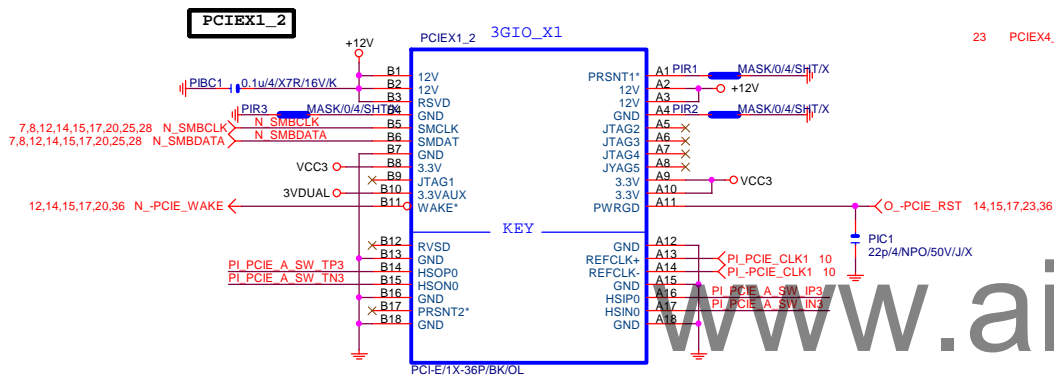 PCIEX1_2
PCIEX1_2 3GIO_X1
23 PCIEX4_
+12V
PIBC1 0.1u/4/X7R/16V/K
PIR3 MASK/0/4/SHT/X
7,8,12,14,15,17,20,25,28 N_SMBCLK N_SMBCLK
7,8,12,14,15,17,20,25,28 N_SMBDATA N_SMBDATA
VCC3
3VDUAL
12,14,15,17,20,36 N_-PCIE_WAKE
PI_PCIE_A_SW_TP3
PI_PCIE_A_SW_TN3
B1 12V
B2 12V
B3 RSVD
B4 GND
B5 SMCLK
B6 SMDAT
B7 GND
B8 3.3V
B9 JTAG1
B10 3.3VAUX
B11 WAKE*
KEY
B12 RVSD
B13 GND
B14 HSOP0
B15 HSON0
B16 GND
B17 PRSNT2*
B18 GND
PRSNT1* A1
12V A2
12V A3
GND A4
JTAG2 A5
JTAG3 A6
JTAG4 A7
JYAG5 A8
3.3V A9
3.3V A10
PWRGD A11
GND A12
REFCLK+ A13
REFCLK- A14
GND A15
HSIP0 A16
HSIN0 A17
GND A18
PIR1 MASK/0/4/SHT/X
+12V
PIR2 MASK/0/4/SHT/X
VCC3
O_-PCIE_RST 14,15,17,23,36
PIC1
22p/4/NPO/50V/J/X
PI_PCIE_CLK1 10
PI_-PCIE_CLK1 10
PI_PCIE_A_SW_IP3
PI_PCIE_A_SW_IN3
PCI-E/1X-36P/BK/OL
www.ai